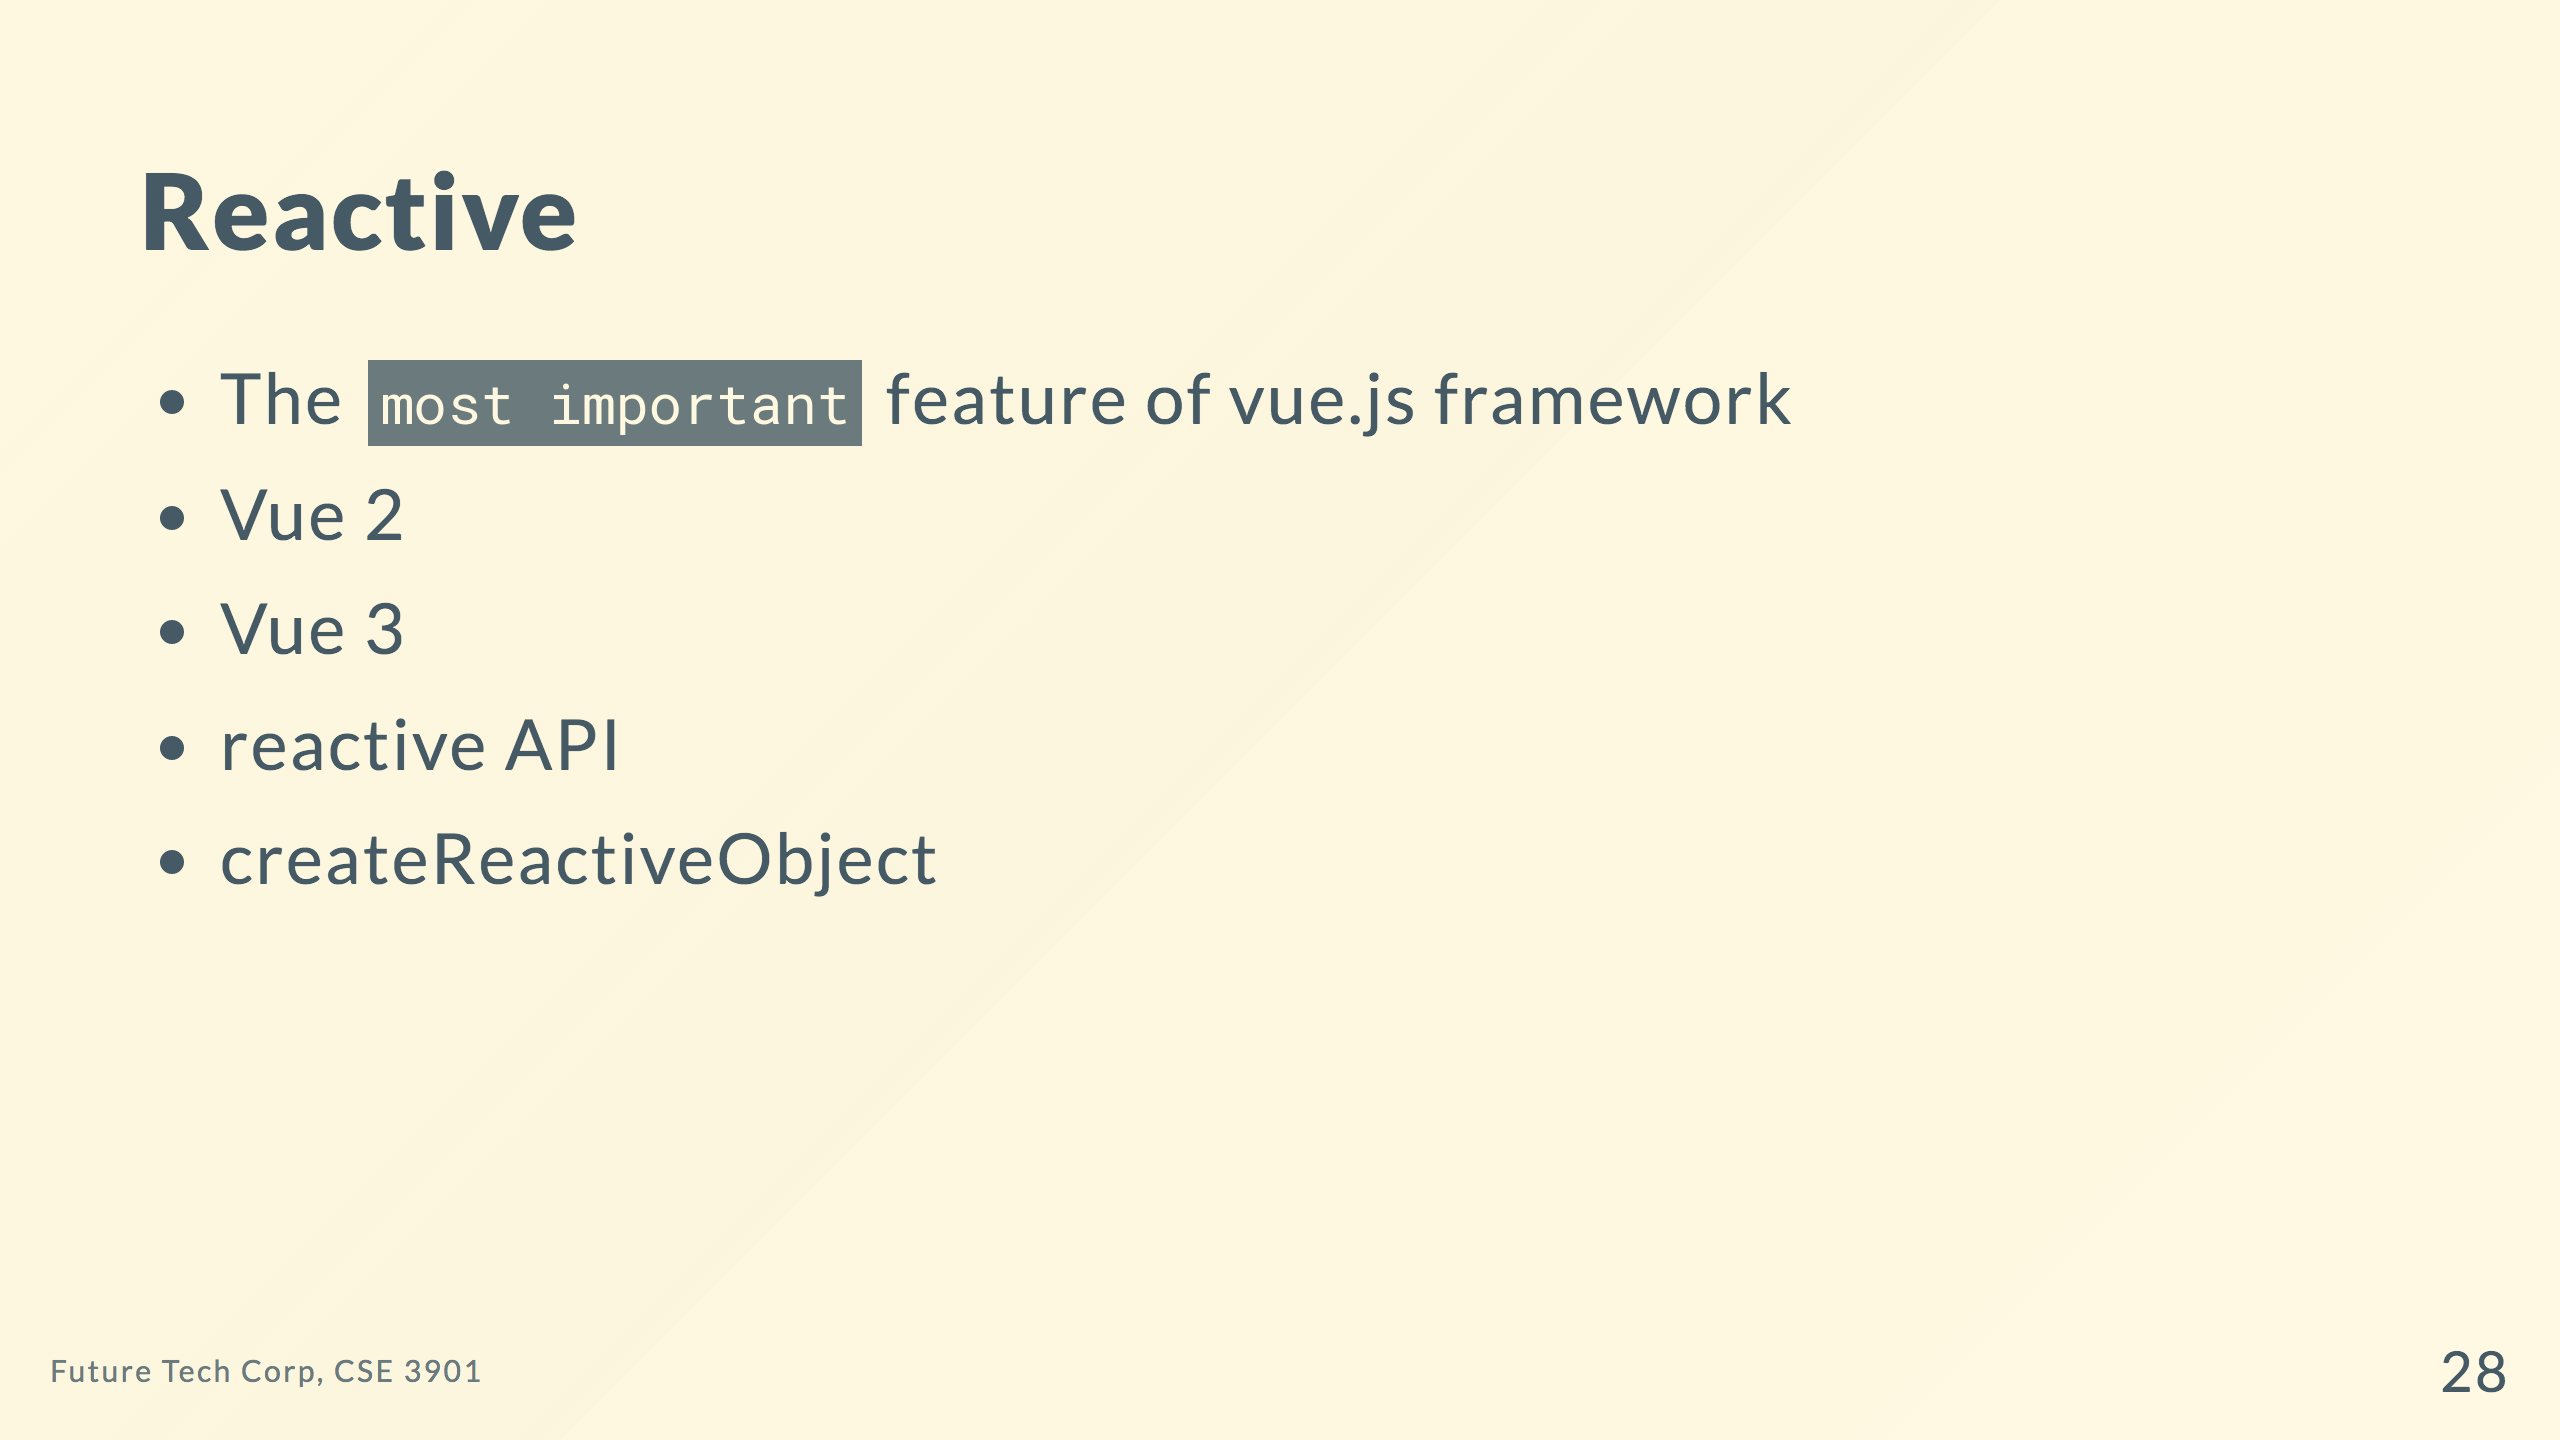 Reactive
The most important feature of vue.js framework
Vue 2
Vue 3
reactive API
createReactiveObject
Future Tech Corp, CSE 3901
28